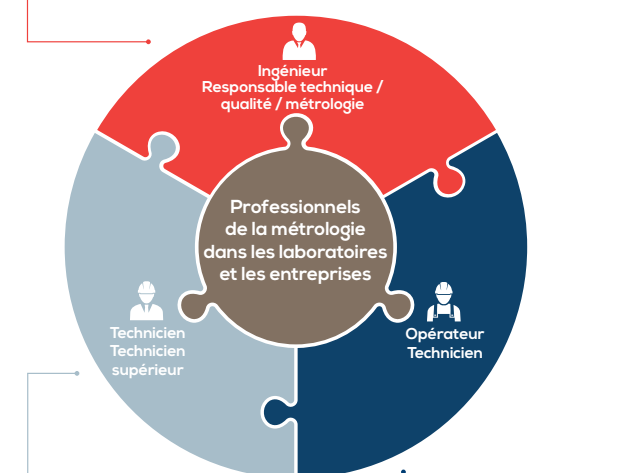 Ingénieur
Responsable technique /
qualité / métrologie
Professionnels
de la métrologie
dans les laboratoires
et les entreprises
Technicien
Technicien
supérieur
Opérateur
Technicien